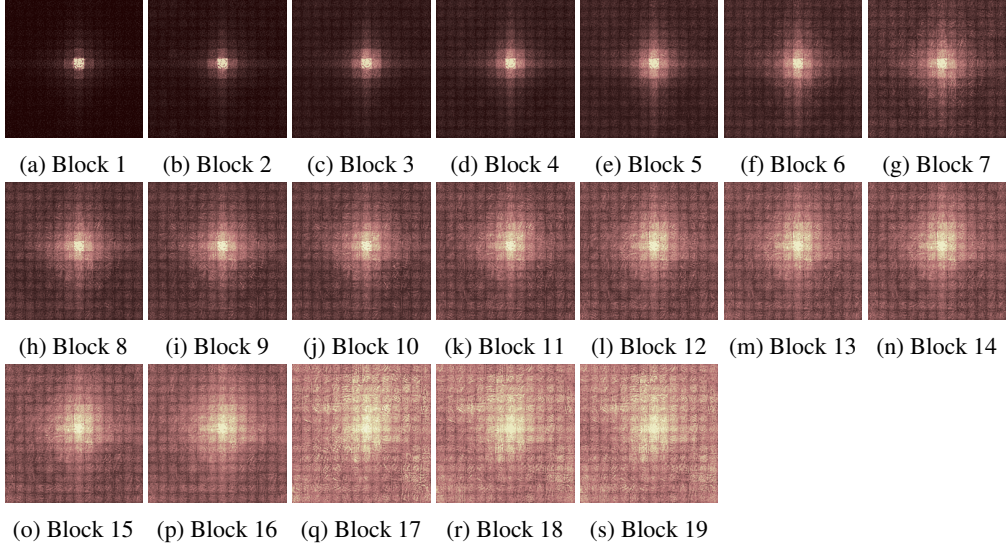 (a) Block 1 (b) Block 2 (c) Block 3 (d) Block 4 (e) Block 5 (f) Block 6 (g) Block 7
(h) Block 8 (i) Block 9 (j) Block 10 (k) Block 11 (l) Block 12 (m) Block 13 (n) Block 14
(o) Block 15 (p) Block 16 (q) Block 17 (r) Block 18 (s) Block 19